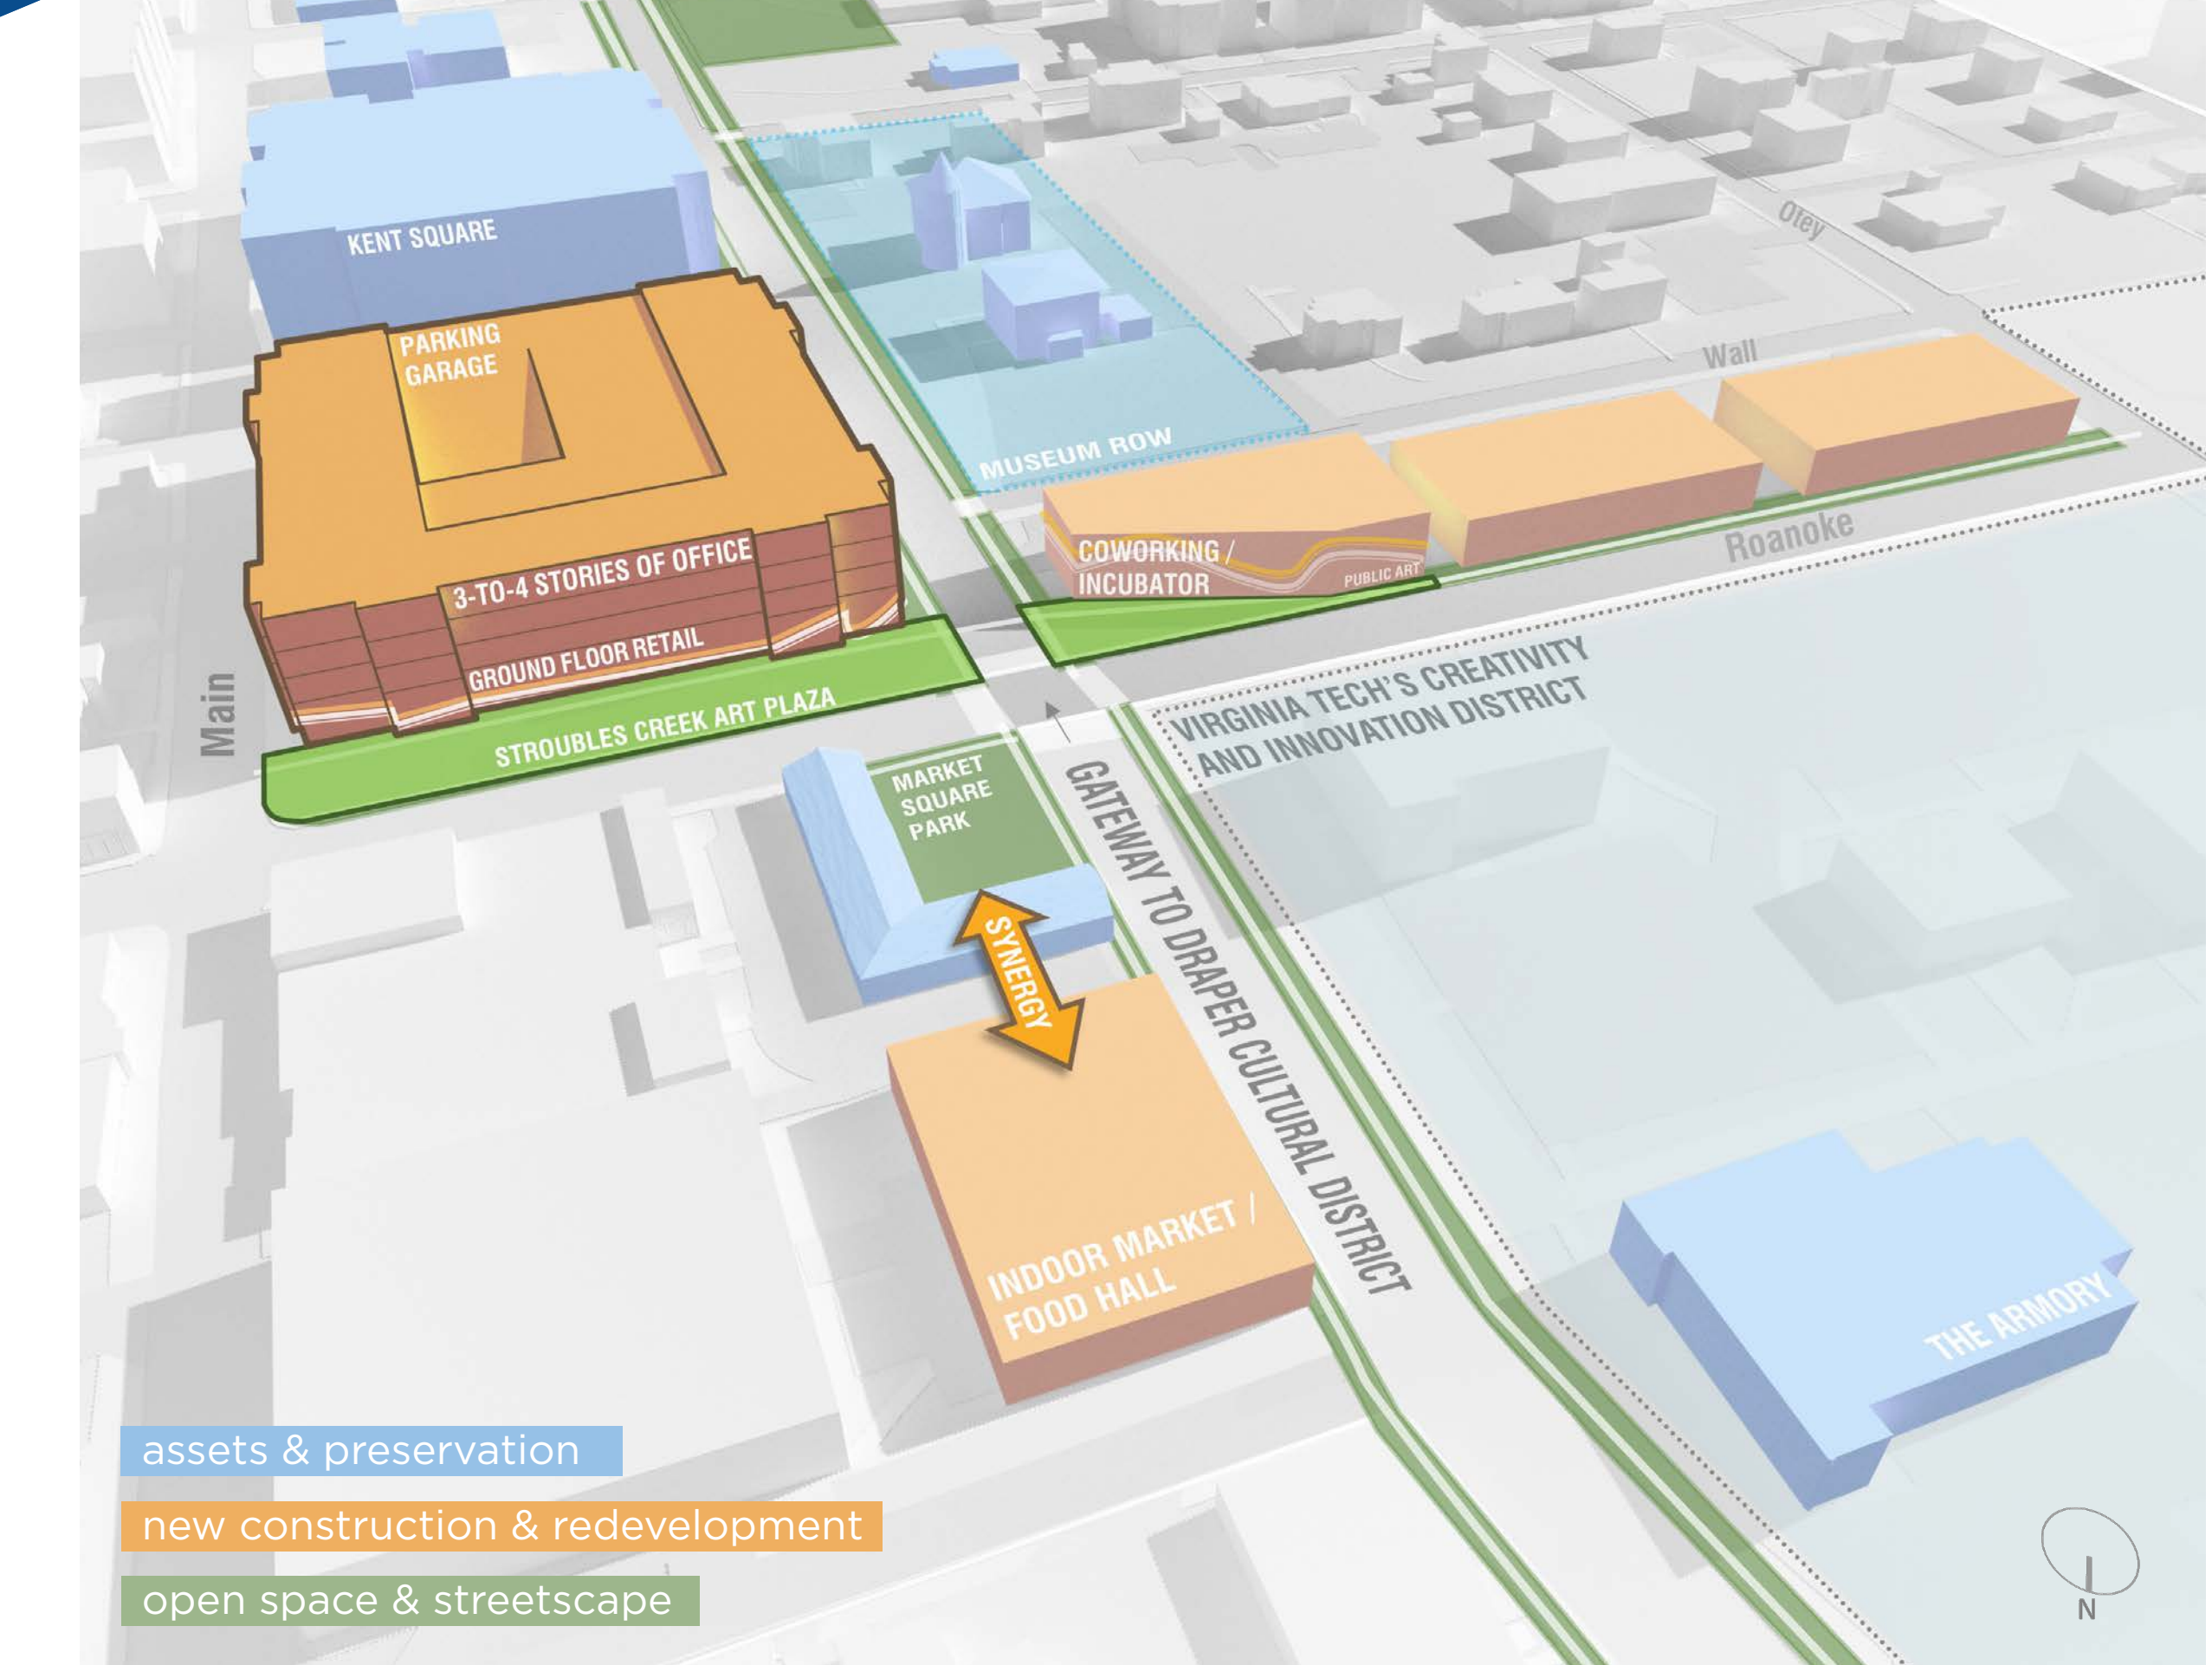 KENT SQUARE
PARKING
GARAGE
Otey
Wall
MUSEUM ROW
3-TO-4 STORIES OF OFFICE
COWORKING /
INCUBATOR
PUBLIC ART
Roanoke
GROUND FLOOR RETAIL
Main
STROUBLES CREEK ART PLAZA
VIRGINIA TECH'S CREATIVITY
AND INNOVATION DISTRICT
MARKET
SQUARE
PARK
GATEWAY TO DRAPER CULTURAL DISTRICT
SYNERGY
INDOOR MARKET /
FOOD HALL
THE ARMORY
assets & preservation
new construction & redevelopment
open space & streetscape
N